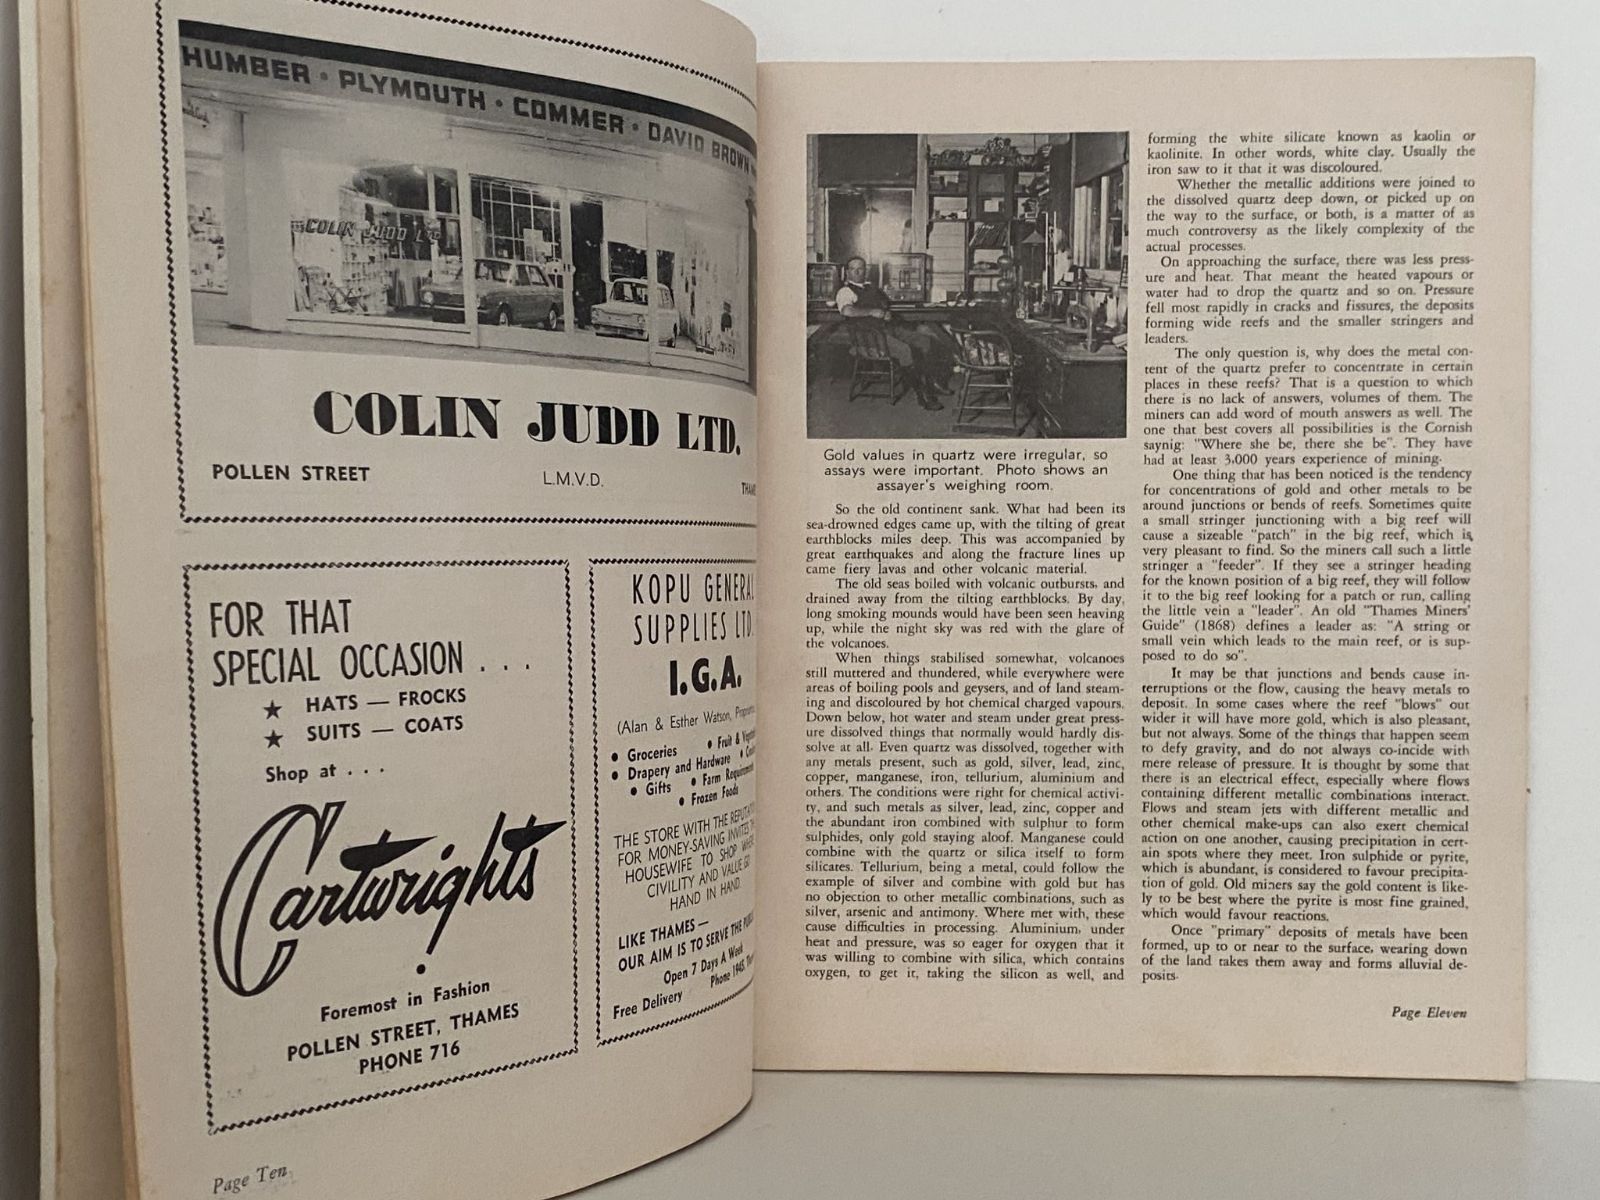 HUMBER • PLYMOUTH • COMMER • DAVID BROWN
COLIN JUDD LTD
COLIN JUDD LTD.
POLLEN STREET
L.M.V.D.
FOR THAT
SPECIAL OCCASION . . .
★ HATS — FROCKS
★ SUITS — COATS
Shop at . . .
Cartwrights
•
Foremost in Fashion
POLLEN STREET, THAMES
PHONE 716
KOPU GENERAL
SUPPLIES LTD.
I.G.A.
(Alan & Esther Watson,
• Groceries • Fruit &
• Drapery and Hardware •
• Gifts • Farm
• Frozen Foods
THE STORE WITH THE
FOR MONEY-SAVING INVITES
HOUSEWIFE TO SHOP
CIVILITY AND VALUE GO
HAND IN HAND
LIKE THAMES —
OUR AIM IS TO SERVE THE
Open 7 Days A Week
Free Delivery Phone 1945,
Page Ten
Gold values in quartz were irregular, so
assays were important. Photo shows an
assayer's weighing room.
So the old continent sank. What had been its
sea-drowned edges came up, with the tilting of great
earthblocks miles deep. This was accompanied by
great earthquakes and along the fracture lines up
came fiery lavas and other volcanic material.
The old seas boiled with volcanic outbursts, and
drained away from the tilting earthblocks. By day,
long smoking mounds would have been seen heaving
up, while the night sky was red with the glare of
the volcanoes.
When things stabilised somewhat, volcanoes
still muttered and thundered, while everywhere were
areas of boiling pools and geysers, and of land steam-
ing and discoloured by hot chemical charged vapours.
Down below, hot water and steam under great press-
ure dissolved things that normally would hardly dis-
solve at all. Even quartz was dissolved, together with
any metals present, such as gold, silver, lead, zinc,
copper, manganese, iron, tellurium, aluminium and
others. The conditions were right for chemical activi-
ty, and such metals as silver, lead, zinc, copper and
the abundant iron combined with sulphur to form
sulphides, only gold staying aloof. Manganese could
combine with the quartz or silica itself to form
silicates. Tellurium, being a metal, could follow the
example of silver and combine with gold but has
no objection to other metallic combinations, such as
silver, arsenic and antimony. Where met with, these
cause difficulties in processing. Aluminium, under
heat and pressure, was so eager for oxygen that it
was willing to combine with silica, which contains
oxygen, to get it, taking the silicon as well, and
forming the white silicate known as kaolin or
kaolinite. In other words, white clay. Usually the
iron saw to it that it was discoloured.
Whether the metallic additions were joined to
the dissolved quartz deep down, or picked up on
the way to the surface, or both, is a matter of as
much controversy as the likely complexity of the
actual processes.
On approaching the surface, there was less press-
ure and heat. That meant the heated vapours or
water had to drop the quartz and so on. Pressure
fell most rapidly in cracks and fissures, the deposits
forming wide reefs and the smaller stringers and
leaders.
The only question is, why does the metal con-
tent of the quartz prefer to concentrate in certain
places in these reefs? That is a question to which
there is no lack of answers, volumes of them. The
miners can add word of mouth answers as well. The
one that best covers all possibilities is the Cornish
saynig: "Where she be, there she be". They have
had at least 3,000 years experience of mining.
One thing that has been noticed is the tendency
for concentrations of gold and other metals to be
around junctions or bends of reefs. Sometimes quite
a small stringer junctioning with a big reef will
cause a sizeable "patch" in the big reef, which is
very pleasant to find. So the miners call such a little
stringer a "feeder". If they see a stringer heading
for the known position of a big reef, they will follow
it to the big reef looking for a patch or run, calling
the little vein a "leader". An old "Thames Miners'
Guide" (1868) defines a leader as: "A string or
small vein which leads to the main reef, or is sup-
posed to do so".
It may be that junctions and bends cause in-
terruptions or the flow, causing the heavy metals to
deposit. In some cases where the reef "blows" out
wider it will have more gold, which is also pleasant,
but not always. Some of the things that happen seem
to defy gravity, and do not always co-incide with
mere release of pressure. It is thought by some that
there is an electrical effect, especially where flows
containing different metallic combinations interact.
Flows and steam jets with different metallic and
other chemical make-ups can also exert chemical
action on one another, causing precipitation in cert-
ain spots where they meet. Iron sulphide or pyrite,
which is abundant, is considered to favour precipita-
tion of gold. Old miners say the gold content is like-
ly to be best where the pyrite is most fine grained,
which would favour reactions.
Once "primary" deposits of metals have been
formed, up to or near to the surface, wearing down
of the land takes them away and forms alluvial de-
posits.
Page Eleven